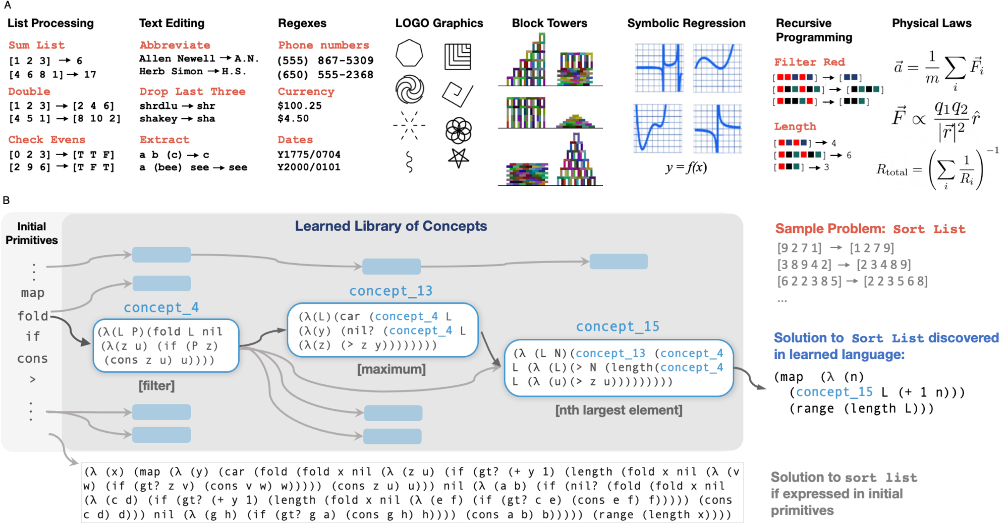 A
List Processing
Sum List
[1 2 3] → 6
[4 6 8 1] → 17
Double
[1 2 3] → [2 4 6]
[4 5 1] → [8 10 2]
Check Evens
[0 2 3] → [T T F]
[2 9 6] → [T F T]
Text Editing
Abbreviate
Allen Newell → A.N.
Herb Simon → H.S.
Drop Last Three
shrdlu → shr
shakey → sha
Extract
a b (c) → c
a (bee) see → see
Regexes
Phone numbers
(555) 867-5309
(650) 555-2368
Currency
$100.25
$4.50
Dates
Y1775/0704
Y2000/0101
LOGO Graphics
Block Towers
Symbolic Regression
y = f(x)
Recursive
Programming
Filter Red
[ ] → [ ]
[ ] → [ ]
[ ] → [ ]
Length
[ ] → 4
[ ] → 6
[ ] → 3
Physical Laws
a⃗ = 1/m ∑ᵢ F⃗ᵢ
F⃗ ∝ q₁q₂/|r⃗|² r̂
R_total = (∑ᵢ 1/Rᵢ)⁻¹
B
Initial
Primitives
⋮
map
fold
if
cons
>
⋮
Learned Library of Concepts
concept_4
(λ(L P)(fold L nil
(λ(z u) (if (P z)
(cons z u) u))))
[filter]
concept_13
(λ(L)(car (concept_4 L
(λ(y) (nil? (concept_4 L
(λ(z) (> z y))))))))
[maximum]
concept_15
(λ (L N)(concept_13 (concept_4
L (λ (L)(> N (length(concept_4
L (λ (u)(> z u)))))))))
[nth largest element]
Sample Problem: Sort List
[9 2 7 1] → [1 2 7 9]
[3 8 9 4 2] → [2 3 4 8 9]
[6 2 2 3 8 5] → [2 2 3 5 6 8]
...
Solution to Sort List discovered
in learned language:
(map (λ (n)
(concept_15 L (+ 1 n)))
(range (length L)))
(λ (x) (map (λ (y) (car (fold (fold x nil (λ (z u) (if (gt? (+ y 1) (length (fold x nil (λ (v
w) (if (gt? z v) (cons v w) w))))) (cons z u) u))) nil (λ (a b) (if (nil? (fold (fold x nil
(λ (c d) (if (gt? (+ y 1) (length (fold x nil (λ (e f) (if (gt? c e) (cons e f) f))))) (cons
c d) d))) nil (λ (g h) (if (gt? g a) (cons g h) h)))) (cons a b) b))))) (range (length x))))
Solution to sort list
if expressed in initial
primitives